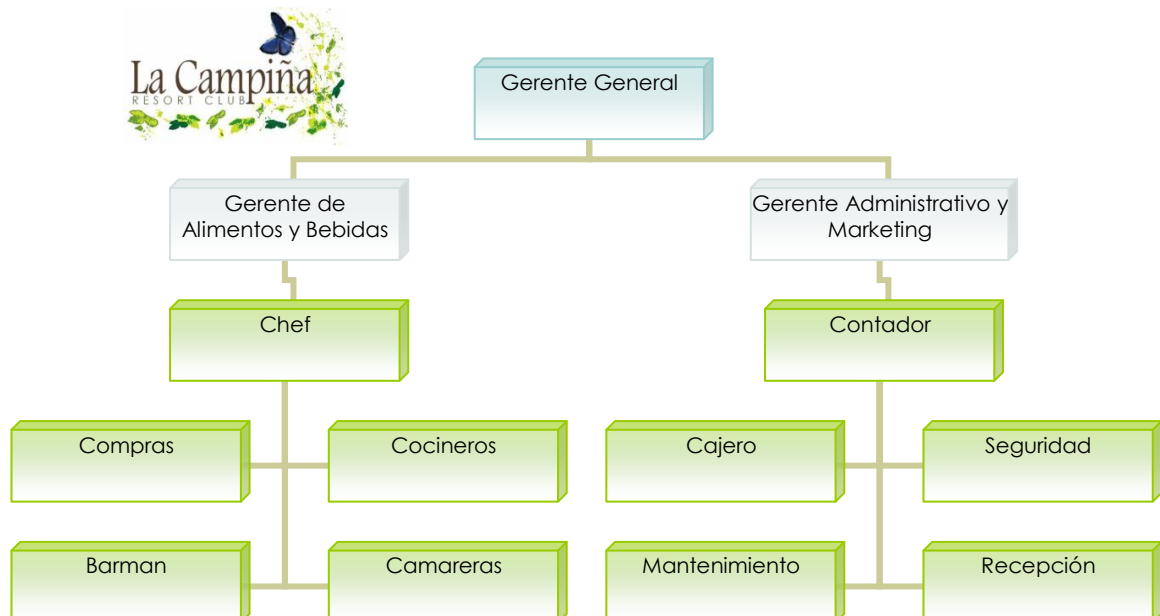 La Campiña
RESORT CLUB
Gerente General
Gerente de
Alimentos y Bebidas
Gerente Administrativo y
Marketing
Chef
Contador
Compras
Cocineros
Cajero
Seguridad
Barman
Camareras
Mantenimiento
Recepción